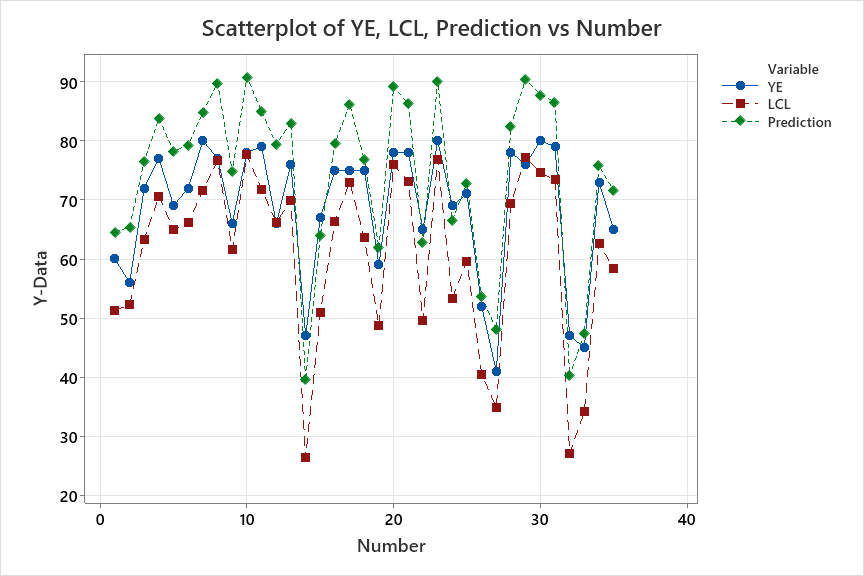 Scatterplot of YE, LCL, Prediction vs Number
Variable
YE
LCL
Prediction
Y-Data
90
80
70
60
50
40
30
20
0 10 20 30 40
Number